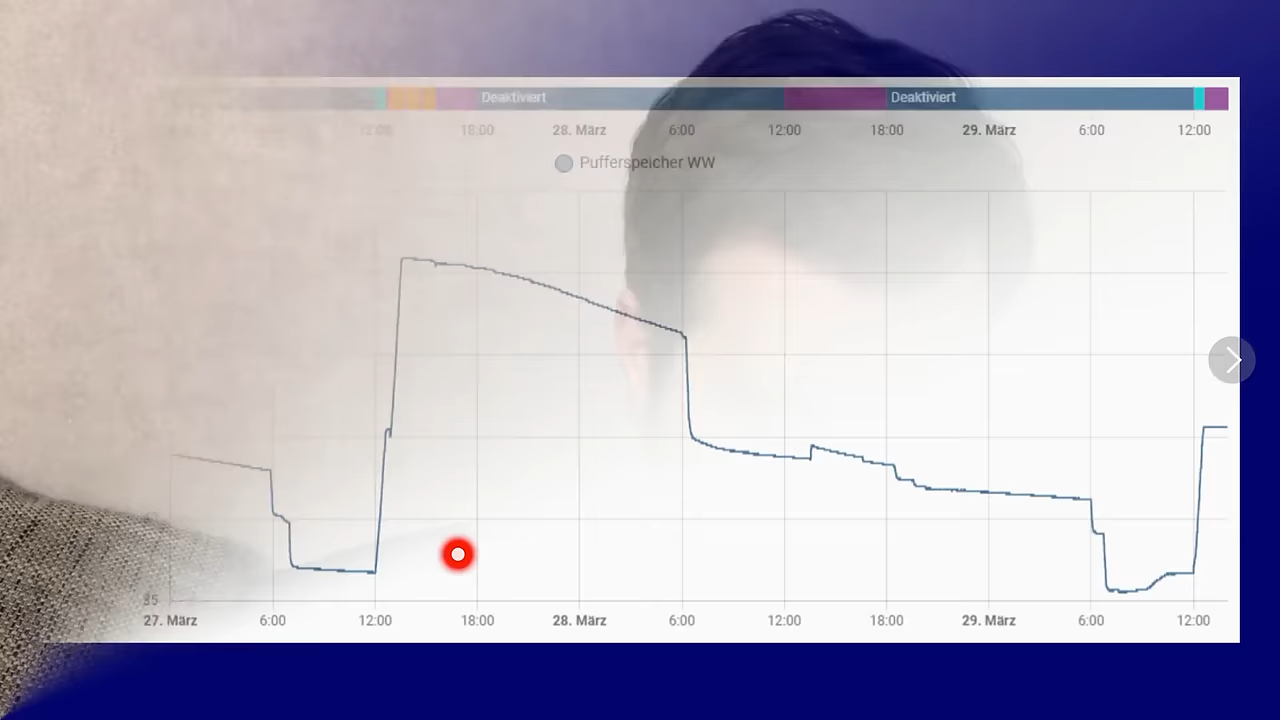 Deaktiviert Deaktiviert
12:00 18:00 28. März 6:00 12:00 18:00 29. März 6:00 12:00
Pufferspeicher WW
35
27. März 6:00 12:00 18:00 28. März 6:00 12:00 18:00 29. März 6:00 12:00